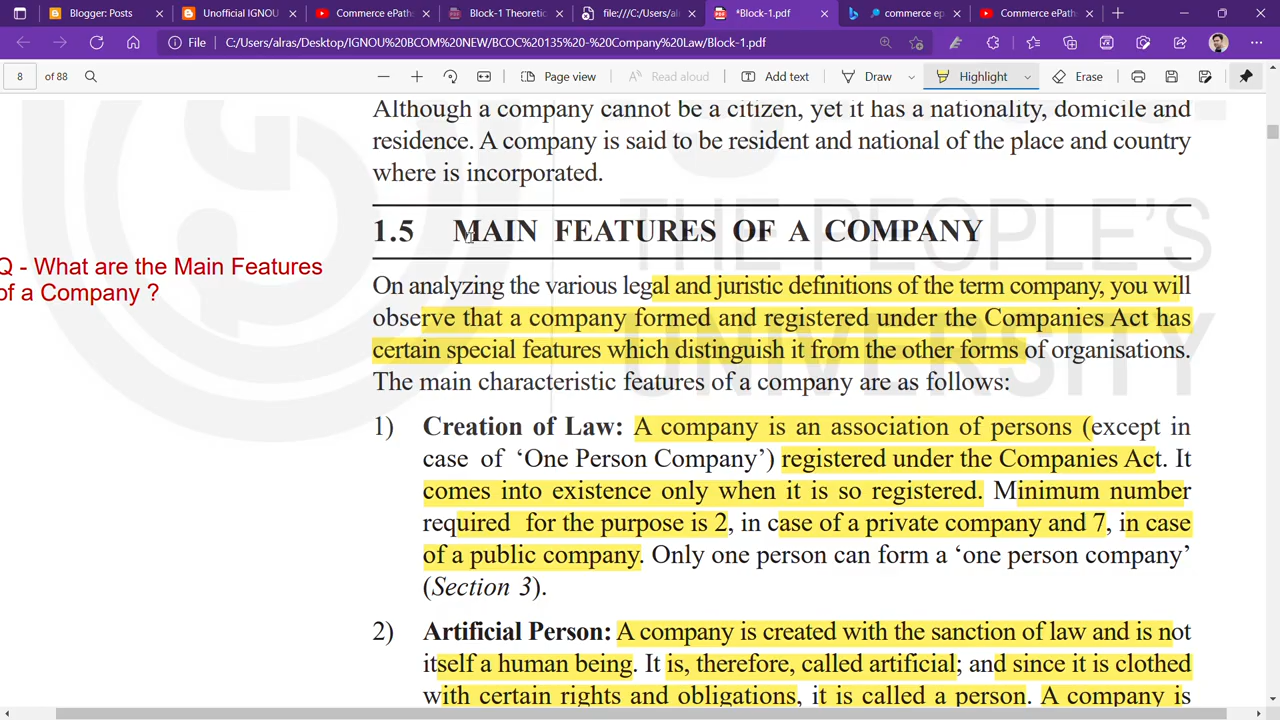 Blogger: Posts
Unofficial IGNOU
Commerce ePaths
Block-1 Theoretic
file:///C:/Users/al
*Block-1.pdf
commerce ep
Commerce ePaths
File
C:/Users/alras/Desktop/IGNOU%20BCOM%20NEW/BCOC%20135%20-%20Company%20Law/Block-1.pdf
8 of 88
Page view
Read aloud
Add text
Draw
Highlight
Erase
Although a company cannot be a citizen, yet it has a nationality, domicile and
residence. A company is said to be resident and national of the place and country
where is incorporated.
1.5 MAIN FEATURES OF A COMPANY
Q - What are the Main Features
of a Company ?
On analyzing the various legal and juristic definitions of the term company, you will
observe that a company formed and registered under the Companies Act has
certain special features which distinguish it from the other forms of organisations.
The main characteristic features of a company are as follows:
1) Creation of Law: A company is an association of persons (except in
case of ‘One Person Company’) registered under the Companies Act. It
comes into existence only when it is so registered. Minimum number
required for the purpose is 2, in case of a private company and 7, in case
of a public company. Only one person can form a ‘one person company’
(Section 3).
2) Artificial Person: A company is created with the sanction of law and is not
itself a human being. It is, therefore, called artificial; and since it is clothed
with certain rights and obligations, it is called a person. A company is
THE PEOPLE'S
UNIVERSITY